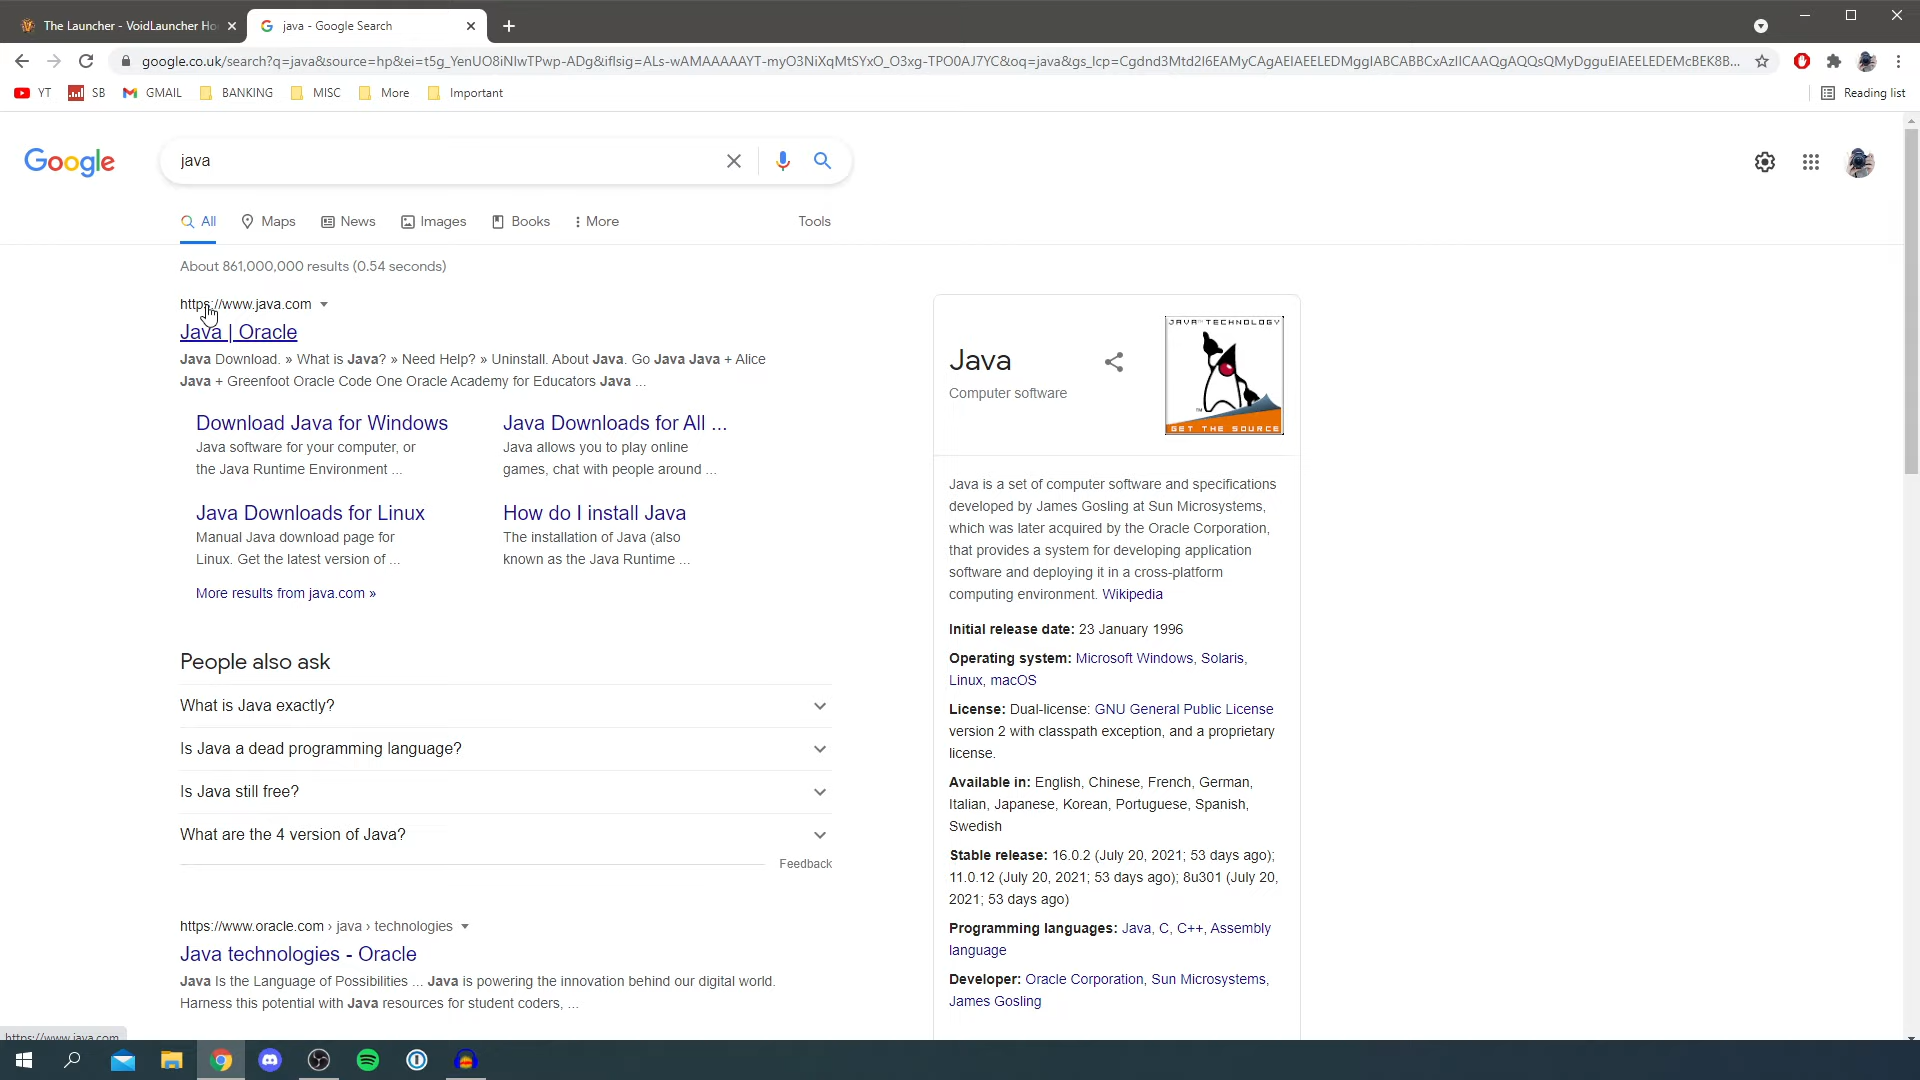 The Launcher - VoidLauncher Ho
java - Google Search
google.co.uk/search?q=java&source=hp&ei=t5g_YenUO8iNlwTPwp-ADg&iflsig=ALs-wAMAAAAAYT-myO3NiXqMtSYxO_O3xg-TPO0AJ7YC&oq=java&gs_lcp=Cgdnd3Mtd2l6EAMyCAgAEIAEELEDMggIABCABBCxAzIICAAQgAQQsQMyDgguEIAEELEDEMcBEK8B...
YT
SB
GMAIL
BANKING
MISC
More
Important
Reading list
Google
java
All
Maps
News
Images
Books
More
Tools
About 861,000,000 results (0.54 seconds)
https://www.java.com
Java | Oracle
Java Download. » What is Java? » Need Help? » Uninstall. About Java. Go Java Java + Alice
Java + Greenfoot Oracle Code One Oracle Academy for Educators Java ...
Download Java for Windows
Java software for your computer, or
the Java Runtime Environment ...
Java Downloads for All ...
Java allows you to play online
games, chat with people around ...
Java Downloads for Linux
Manual Java download page for
Linux. Get the latest version of ...
How do I install Java
The installation of Java (also
known as the Java Runtime ...
More results from java.com »
People also ask
What is Java exactly?
Is Java a dead programming language?
Is Java still free?
What are the 4 version of Java?
Feedback
https://www.oracle.com › java › technologies
Java technologies - Oracle
Java Is the Language of Possibilities ... Java is powering the innovation behind our digital world.
Harness this potential with Java resources for student coders, ...
Java
Computer software
JAVA™ TECHNOLOGY
TM
GET THE SOURCE
Java is a set of computer software and specifications
developed by James Gosling at Sun Microsystems,
which was later acquired by the Oracle Corporation,
that provides a system for developing application
software and deploying it in a cross-platform
computing environment. Wikipedia
Initial release date: 23 January 1996
Operating system: Microsoft Windows, Solaris,
Linux, macOS
License: Dual-license: GNU General Public License
version 2 with classpath exception, and a proprietary
license.
Available in: English, Chinese, French, German,
Italian, Japanese, Korean, Portuguese, Spanish,
Swedish
Stable release: 16.0.2 (July 20, 2021; 53 days ago);
11.0.12 (July 20, 2021; 53 days ago); 8u301 (July 20,
2021; 53 days ago)
Programming languages: Java, C, C++, Assembly
language
Developer: Oracle Corporation, Sun Microsystems,
James Gosling
https://www.java.com